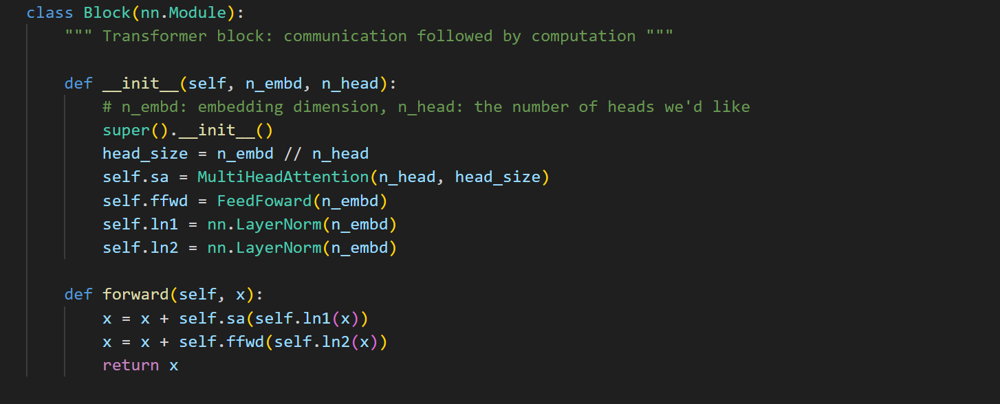 class Block(nn.Module):
    """ Transformer block: communication followed by computation """

    def __init__(self, n_embd, n_head):
        # n_embd: embedding dimension, n_head: the number of heads we'd like
        super().__init__()
        head_size = n_embd // n_head
        self.sa = MultiHeadAttention(n_head, head_size)
        self.ffwd = FeedFoward(n_embd)
        self.ln1 = nn.LayerNorm(n_embd)
        self.ln2 = nn.LayerNorm(n_embd)

    def forward(self, x):
        x = x + self.sa(self.ln1(x))
        x = x + self.ffwd(self.ln2(x))
        return x